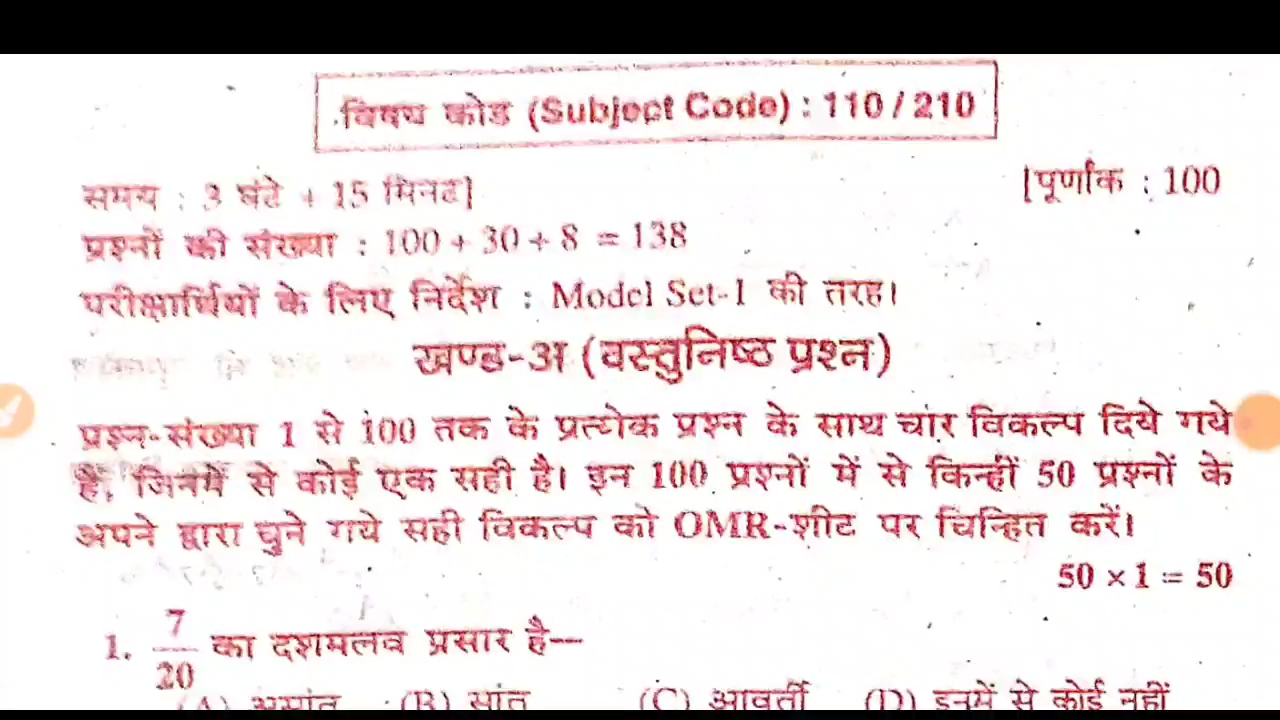 विषय कोड (Subject Code) : 110 / 210
समय : 3 घंटे + 15 मिनट]
[पूर्णांक : 100
प्रश्नों की संख्या : 100 + 30 + 8 = 138
परीक्षार्थियों के लिए निर्देश : Model Set-1 की तरह।
खण्ड-अ (वस्तुनिष्ठ प्रश्न)
प्रश्न-संख्या 1 से 100 तक के प्रत्येक प्रश्न के साथ चार विकल्प दिये गये
हैं, जिनमें से कोई एक सही है। इन 100 प्रश्नों में से किन्हीं 50 प्रश्नों के
अपने द्वारा चुने गये सही विकल्प को OMR-शीट पर चिन्हित करें।
50 × 1 = 50
1. 7/20 का दशमलव प्रसार है—
(A) असांत (B) सांत (C) आवर्ती (D) इनमें से कोई नहीं